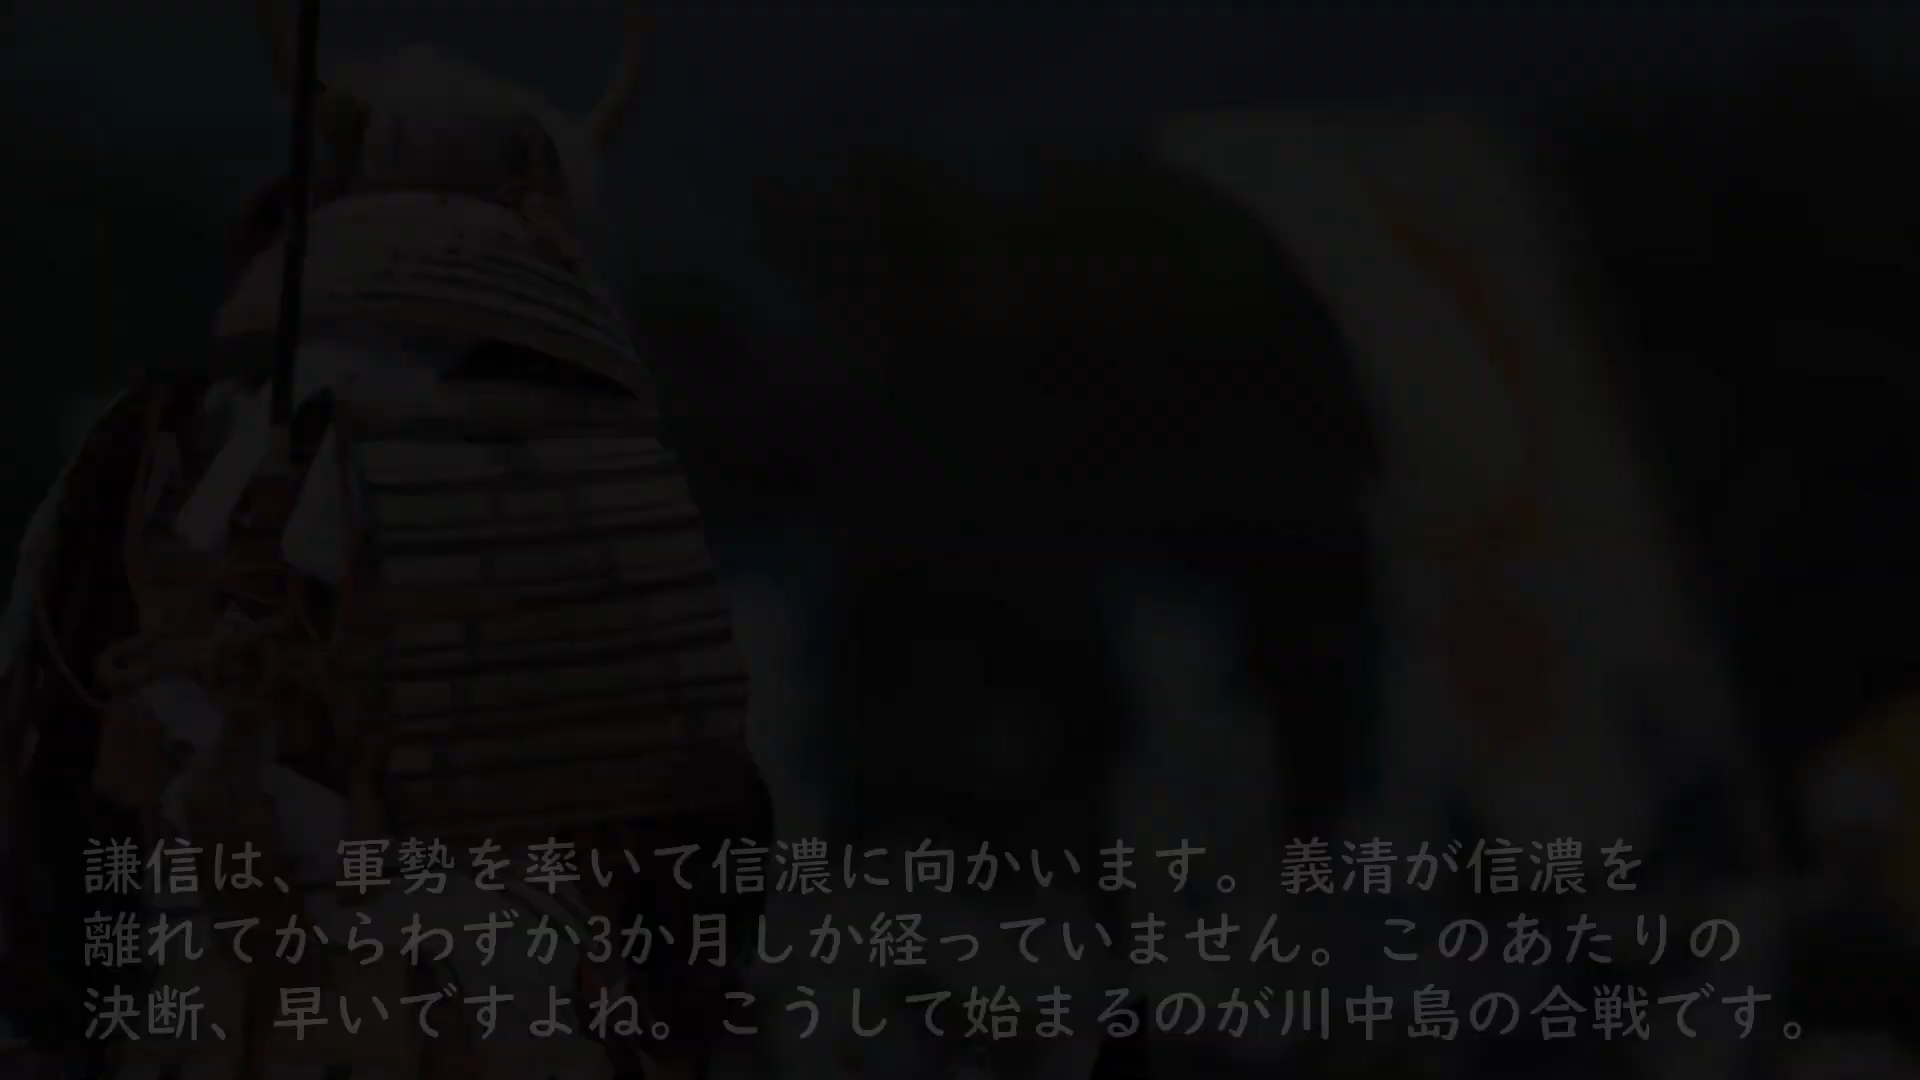 謙信は、軍勢を率いて信濃に向かいます。義清が信濃を
離れてからわずか3か月しか経っていません。このあたりの
決断、早いですよね。こうして始まるのが川中島の合戦です。